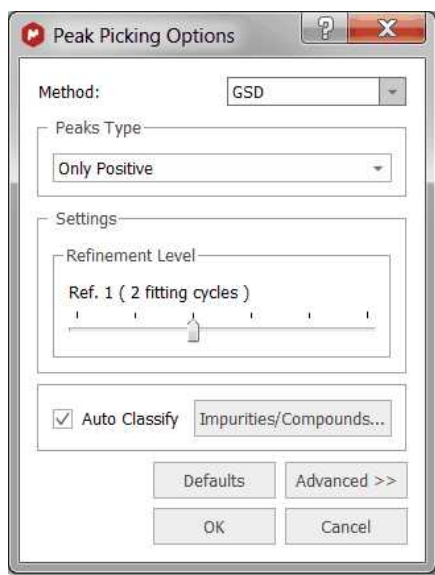 Peak Picking Options
Method: GSD
Peaks Type
Only Positive
Settings
Refinement Level
Ref. 1 ( 2 fitting cycles )
Auto Classify Impurities/Compounds...
Defaults Advanced >>
OK Cancel